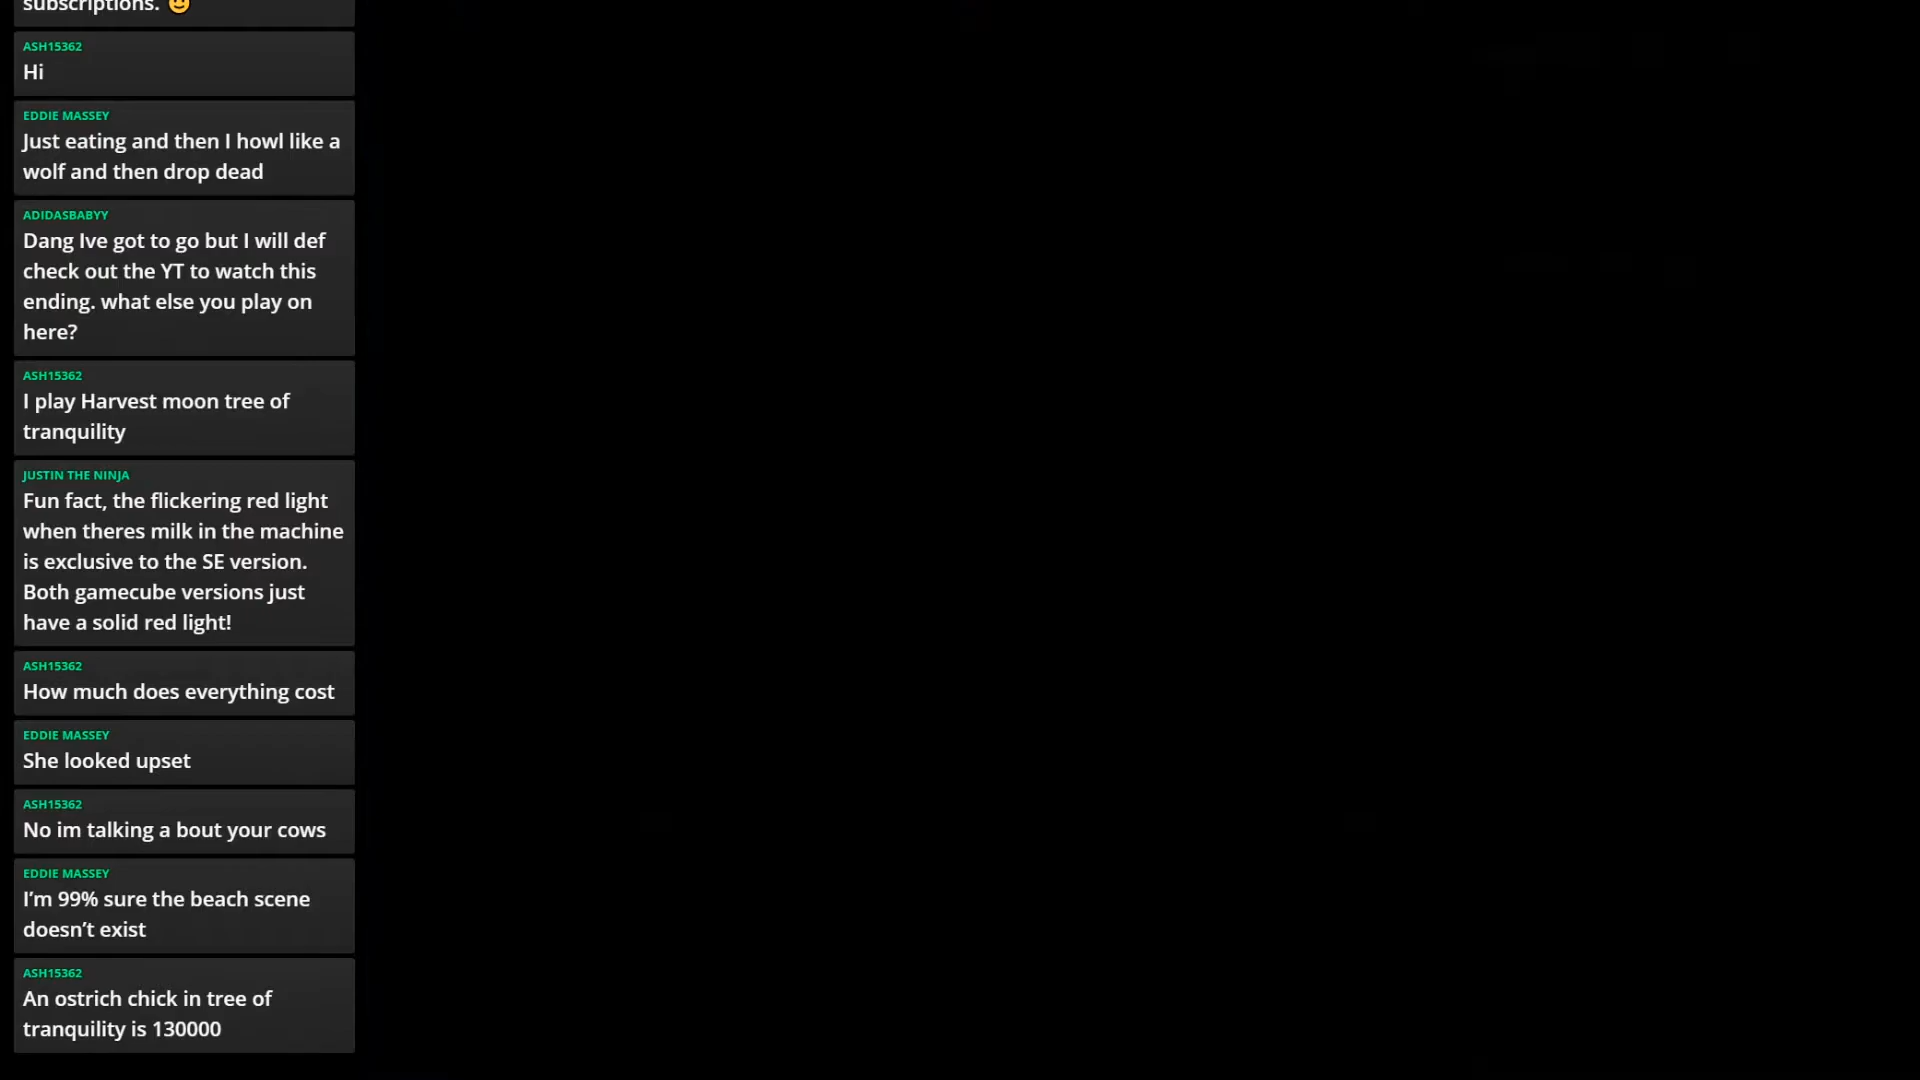 subscriptions. 🙂
ASH15362
Hi
EDDIE MASSEY
Just eating and then I howl like a
wolf and then drop dead
ADIDASBABYY
Dang Ive got to go but I will def
check out the YT to watch this
ending. what else you play on
here?
ASH15362
I play Harvest moon tree of
tranquility
JUSTIN THE NINJA
Fun fact, the flickering red light
when theres milk in the machine
is exclusive to the SE version.
Both gamecube versions just
have a solid red light!
ASH15362
How much does everything cost
EDDIE MASSEY
She looked upset
ASH15362
No im talking a bout your cows
EDDIE MASSEY
I’m 99% sure the beach scene
doesn’t exist
ASH15362
An ostrich chick in tree of
tranquility is 130000